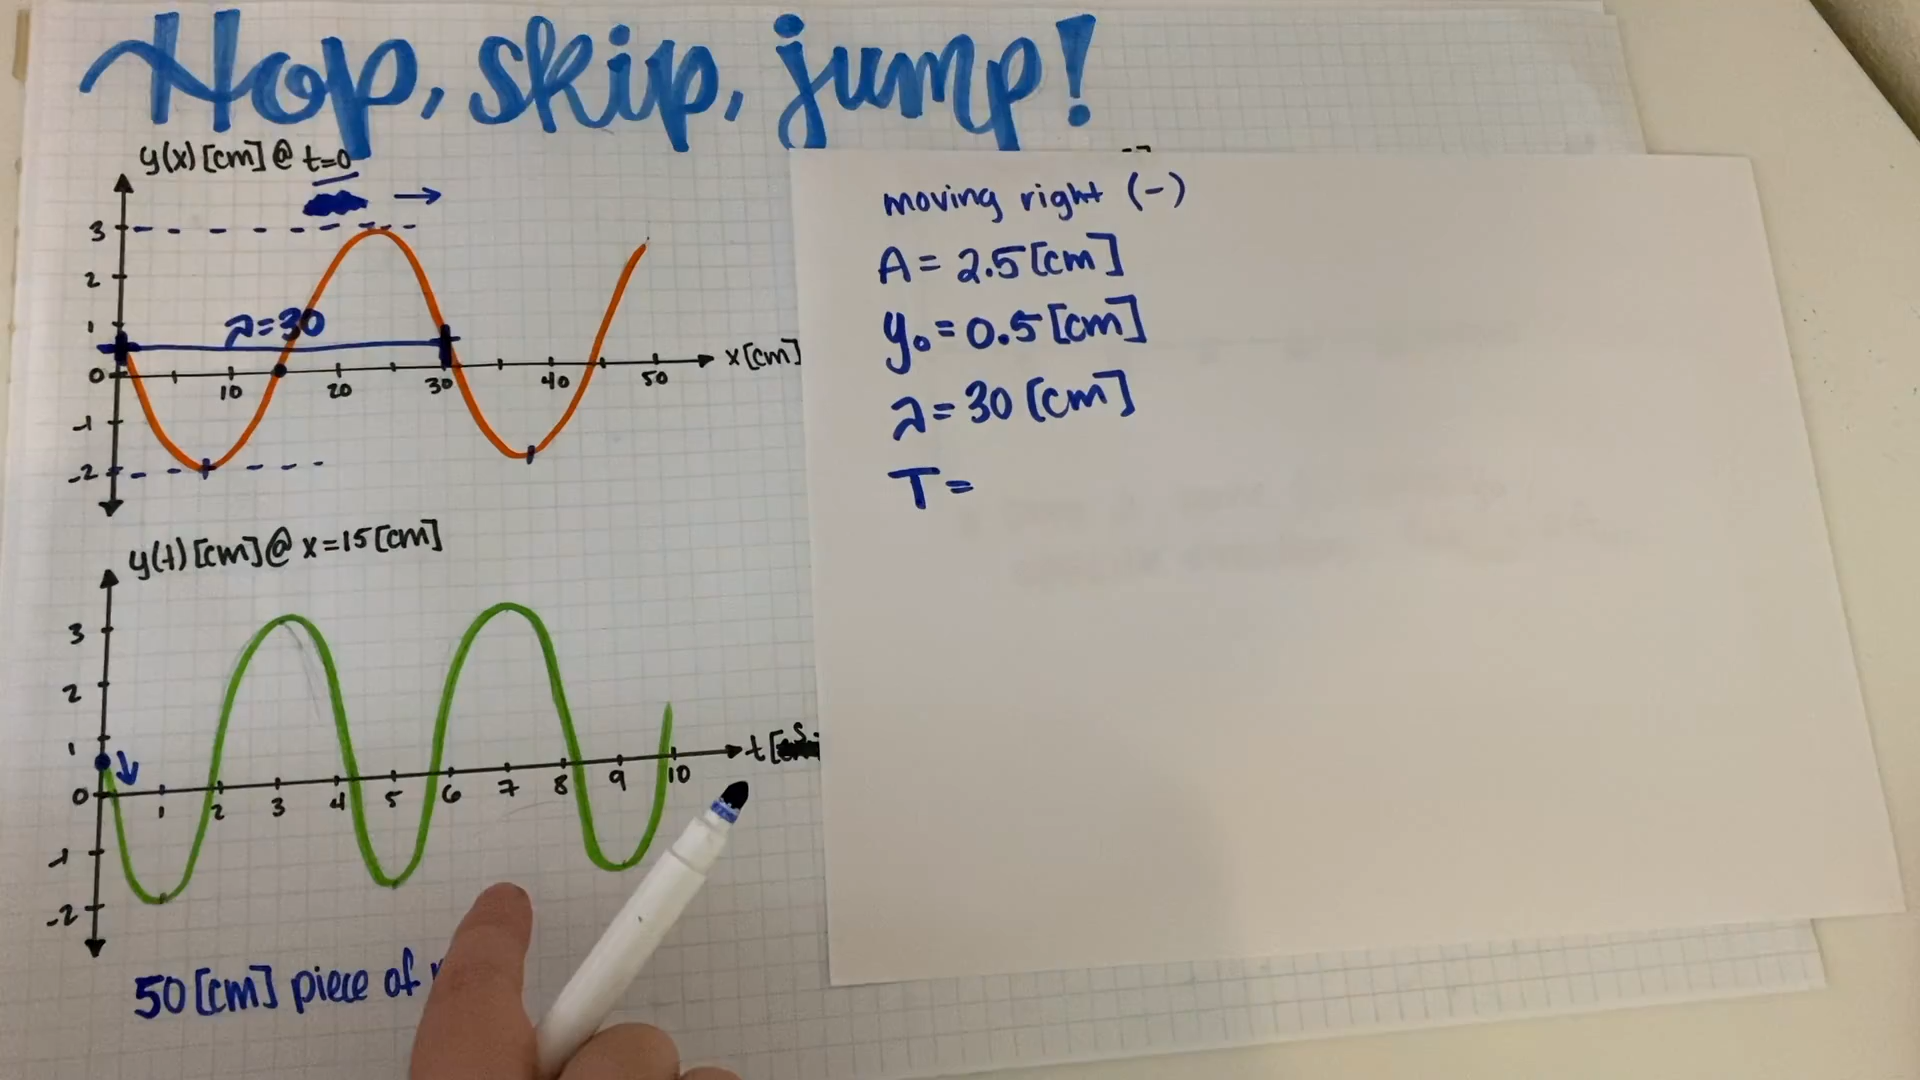 Hop, skip, jump!
y(x) [cm] @ t=0
3
2
1
0
-1
-2
λ=30
10
20
30
40
50
x[cm]
y(t) [cm] @ x=15 [cm]
3
2
1
0
-1
-2
1
2
3
4
5
6
7
8
9
10
t [s
50 [cm] piece of
moving right (-)
A = 2.5 [cm]
y₀ = 0.5 [cm]
λ = 30 [cm]
T =